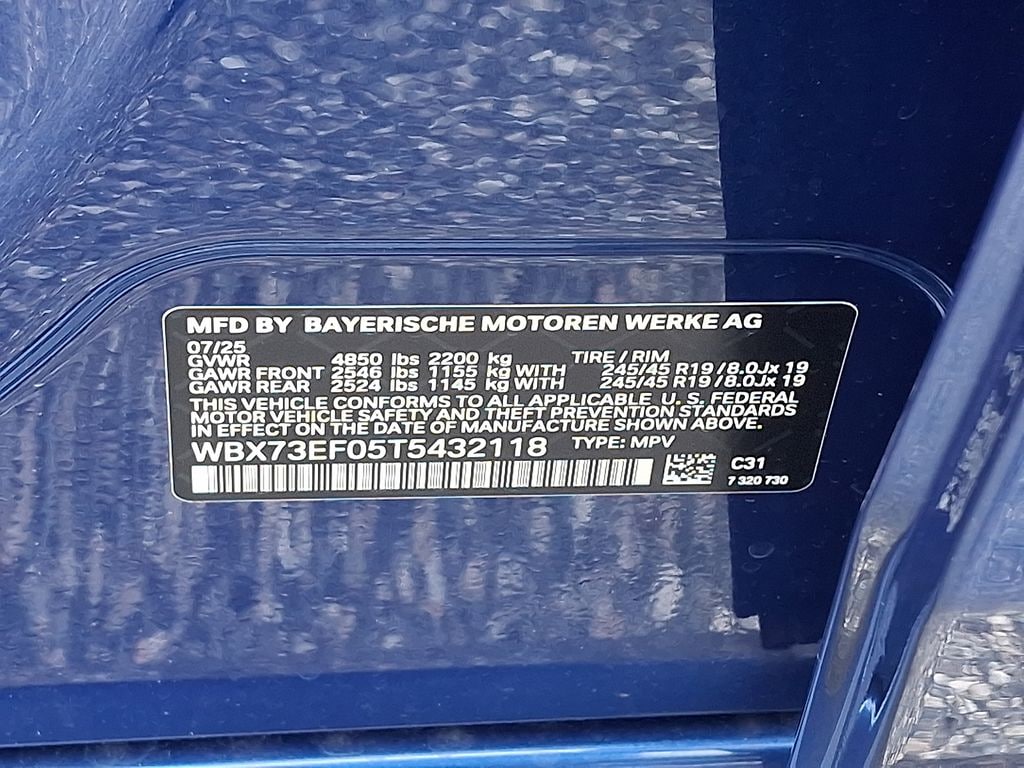 MFD BY BAYERISCHE MOTOREN WERKE AG
07/25
GVWR 4850 lbs 2200 kg TIRE / RIM
GAWR FRONT 2546 lbs 1155 kg WITH 245/45 R19/8.0Jx 19
GAWR REAR 2524 lbs 1145 kg WITH 245/45 R19/8.0Jx 19
THIS VEHICLE CONFORMS TO ALL APPLICABLE U. S. FEDERAL
MOTOR VEHICLE SAFETY AND THEFT PREVENTION STANDARDS
IN EFFECT ON THE DATE OF MANUFACTURE SHOWN ABOVE.
WBX73EF05T5432118 TYPE: MPV
C31
7 320 730